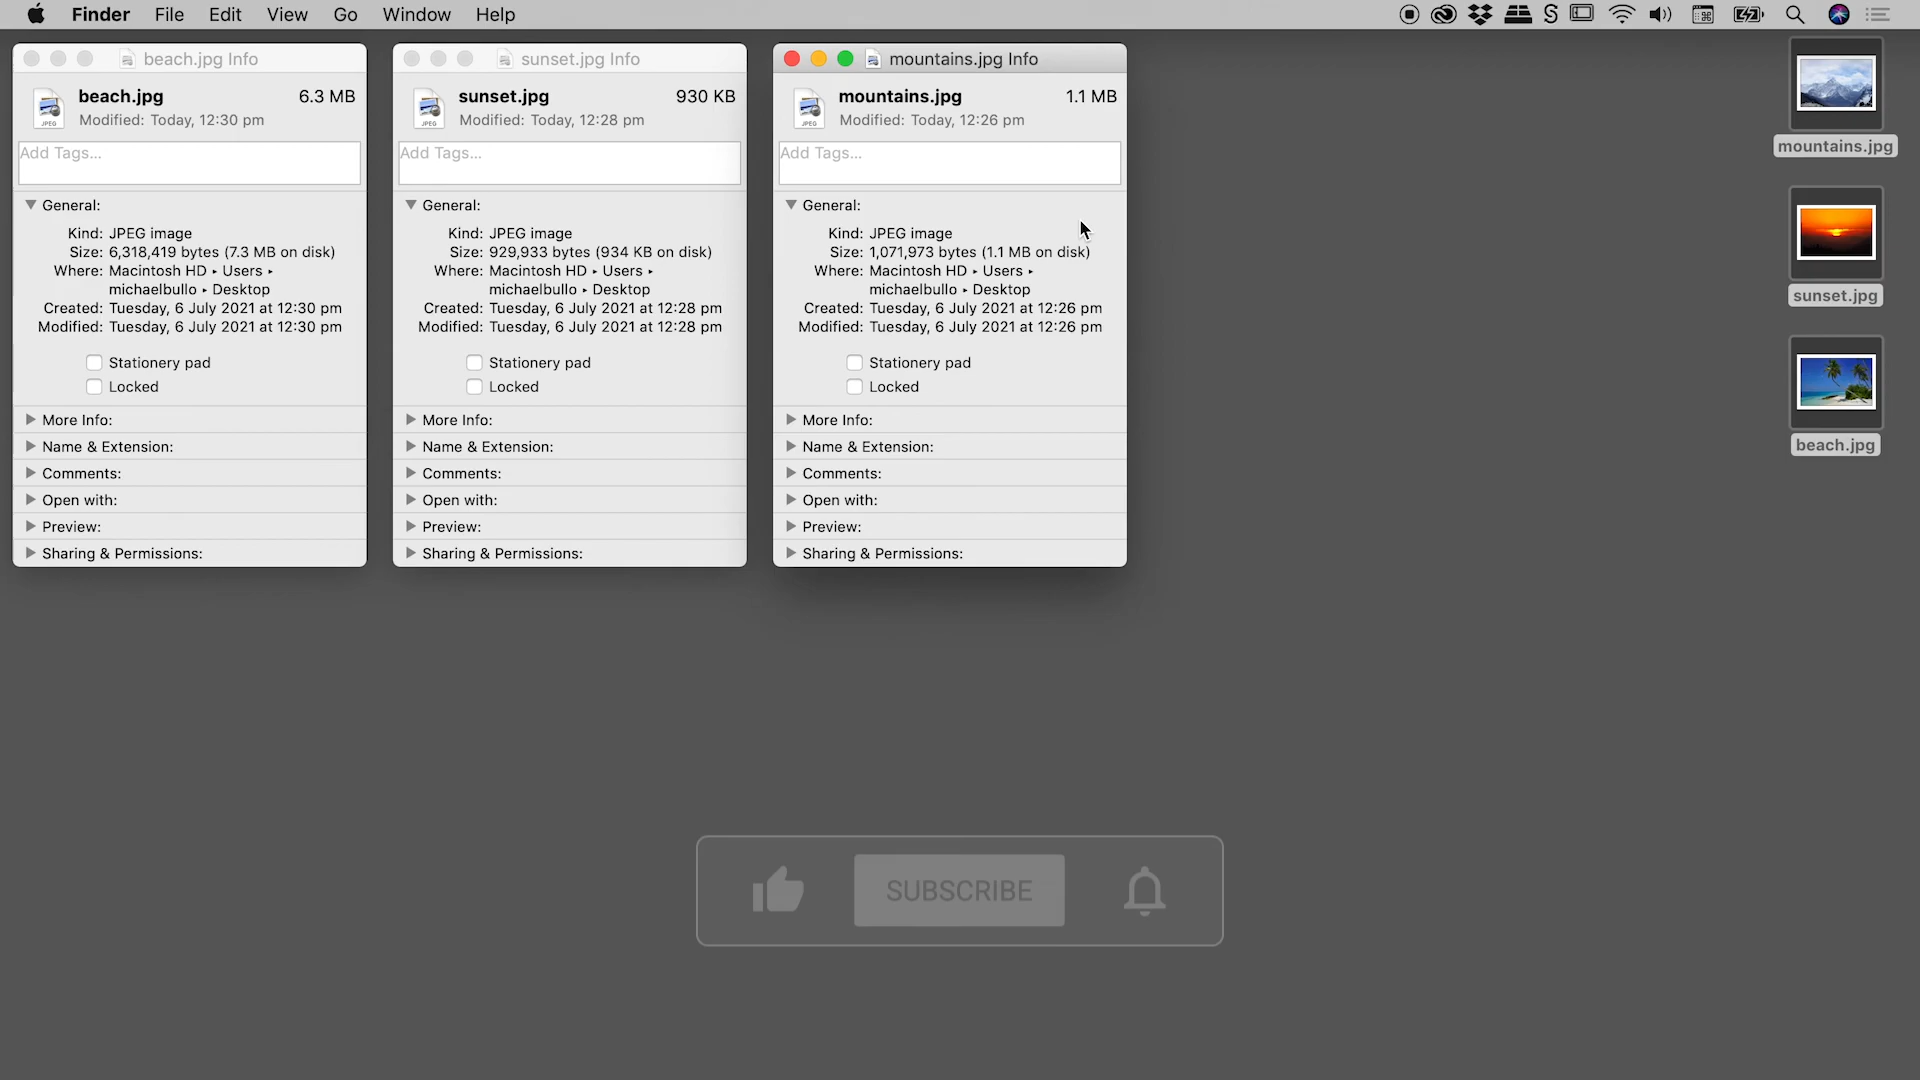 Finder File Edit View Go Window Help
beach.jpg Info
beach.jpg 6.3 MB
Modified: Today, 12:30 pm
Add Tags...
General:
Kind: JPEG image
Size: 6,318,419 bytes (7.3 MB on disk)
Where: Macintosh HD ▸ Users ▸
michaelbullo ▸ Desktop
Created: Tuesday, 6 July 2021 at 12:30 pm
Modified: Tuesday, 6 July 2021 at 12:30 pm
Stationery pad
Locked
More Info:
Name & Extension:
Comments:
Open with:
Preview:
Sharing & Permissions:
sunset.jpg Info
sunset.jpg 930 KB
Modified: Today, 12:28 pm
Add Tags...
General:
Kind: JPEG image
Size: 929,933 bytes (934 KB on disk)
Where: Macintosh HD ▸ Users ▸
michaelbullo ▸ Desktop
Created: Tuesday, 6 July 2021 at 12:28 pm
Modified: Tuesday, 6 July 2021 at 12:28 pm
Stationery pad
Locked
More Info:
Name & Extension:
Comments:
Open with:
Preview:
Sharing & Permissions:
mountains.jpg Info
mountains.jpg 1.1 MB
Modified: Today, 12:26 pm
Add Tags...
General:
Kind: JPEG image
Size: 1,071,973 bytes (1.1 MB on disk)
Where: Macintosh HD ▸ Users ▸
michaelbullo ▸ Desktop
Created: Tuesday, 6 July 2021 at 12:26 pm
Modified: Tuesday, 6 July 2021 at 12:26 pm
Stationery pad
Locked
More Info:
Name & Extension:
Comments:
Open with:
Preview:
Sharing & Permissions:
mountains.jpg
sunset.jpg
beach.jpg
SUBSCRIBE